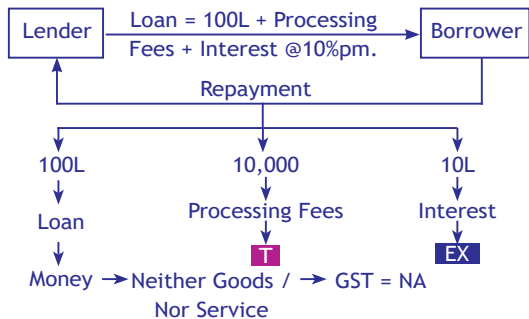 Lender
Loan = 100L + Processing
Fees + Interest @10%pm.
Borrower
Repayment
100L
10,000
10L
Loan
Processing Fees
Interest
T
EX
Money
Neither Goods /
Nor Service
GST = NA